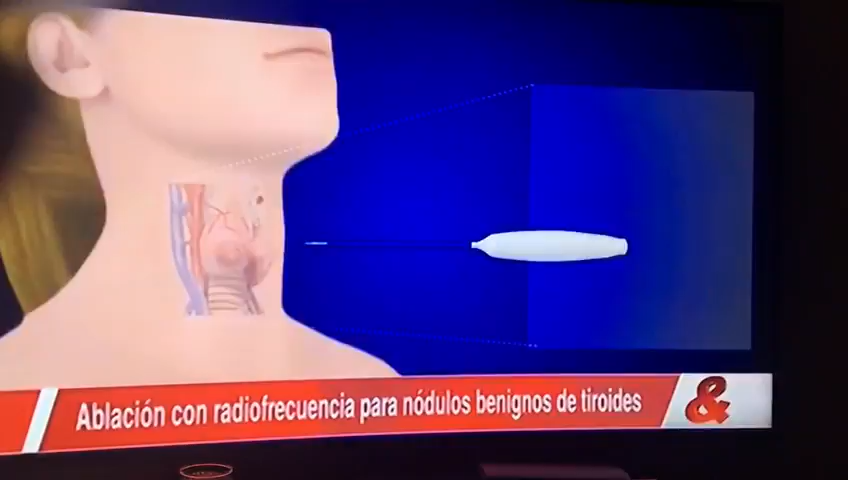 Ablación con radiofrecuencia para nódulos benignos de tiroides &